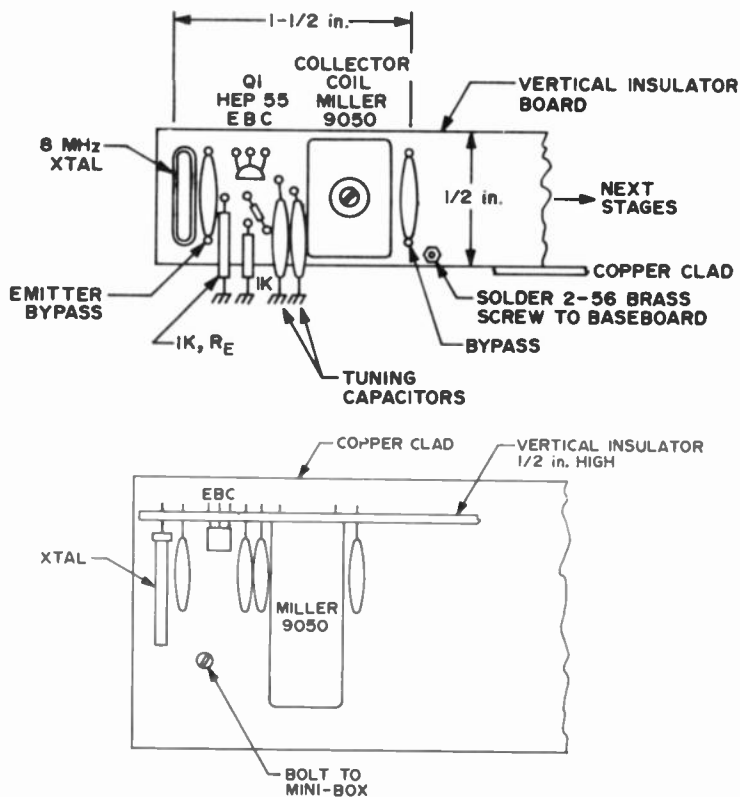 1-1/2 in.
Q1
HEP 55
E B C
COLLECTOR
COIL
MILLER
9050
VERTICAL INSULATOR
BOARD
8 MHz
XTAL
1/2 in.
NEXT
STAGES
COPPER CLAD
EMITTER
BYPASS
1K
SOLDER 2-56 BRASS
SCREW TO BASEBOARD
1K, RE
BYPASS
TUNING
CAPACITORS
COPPER CLAD
VERTICAL INSULATOR
1/2 in. HIGH
EBC
XTAL
MILLER
9050
BOLT TO
MINI-BOX